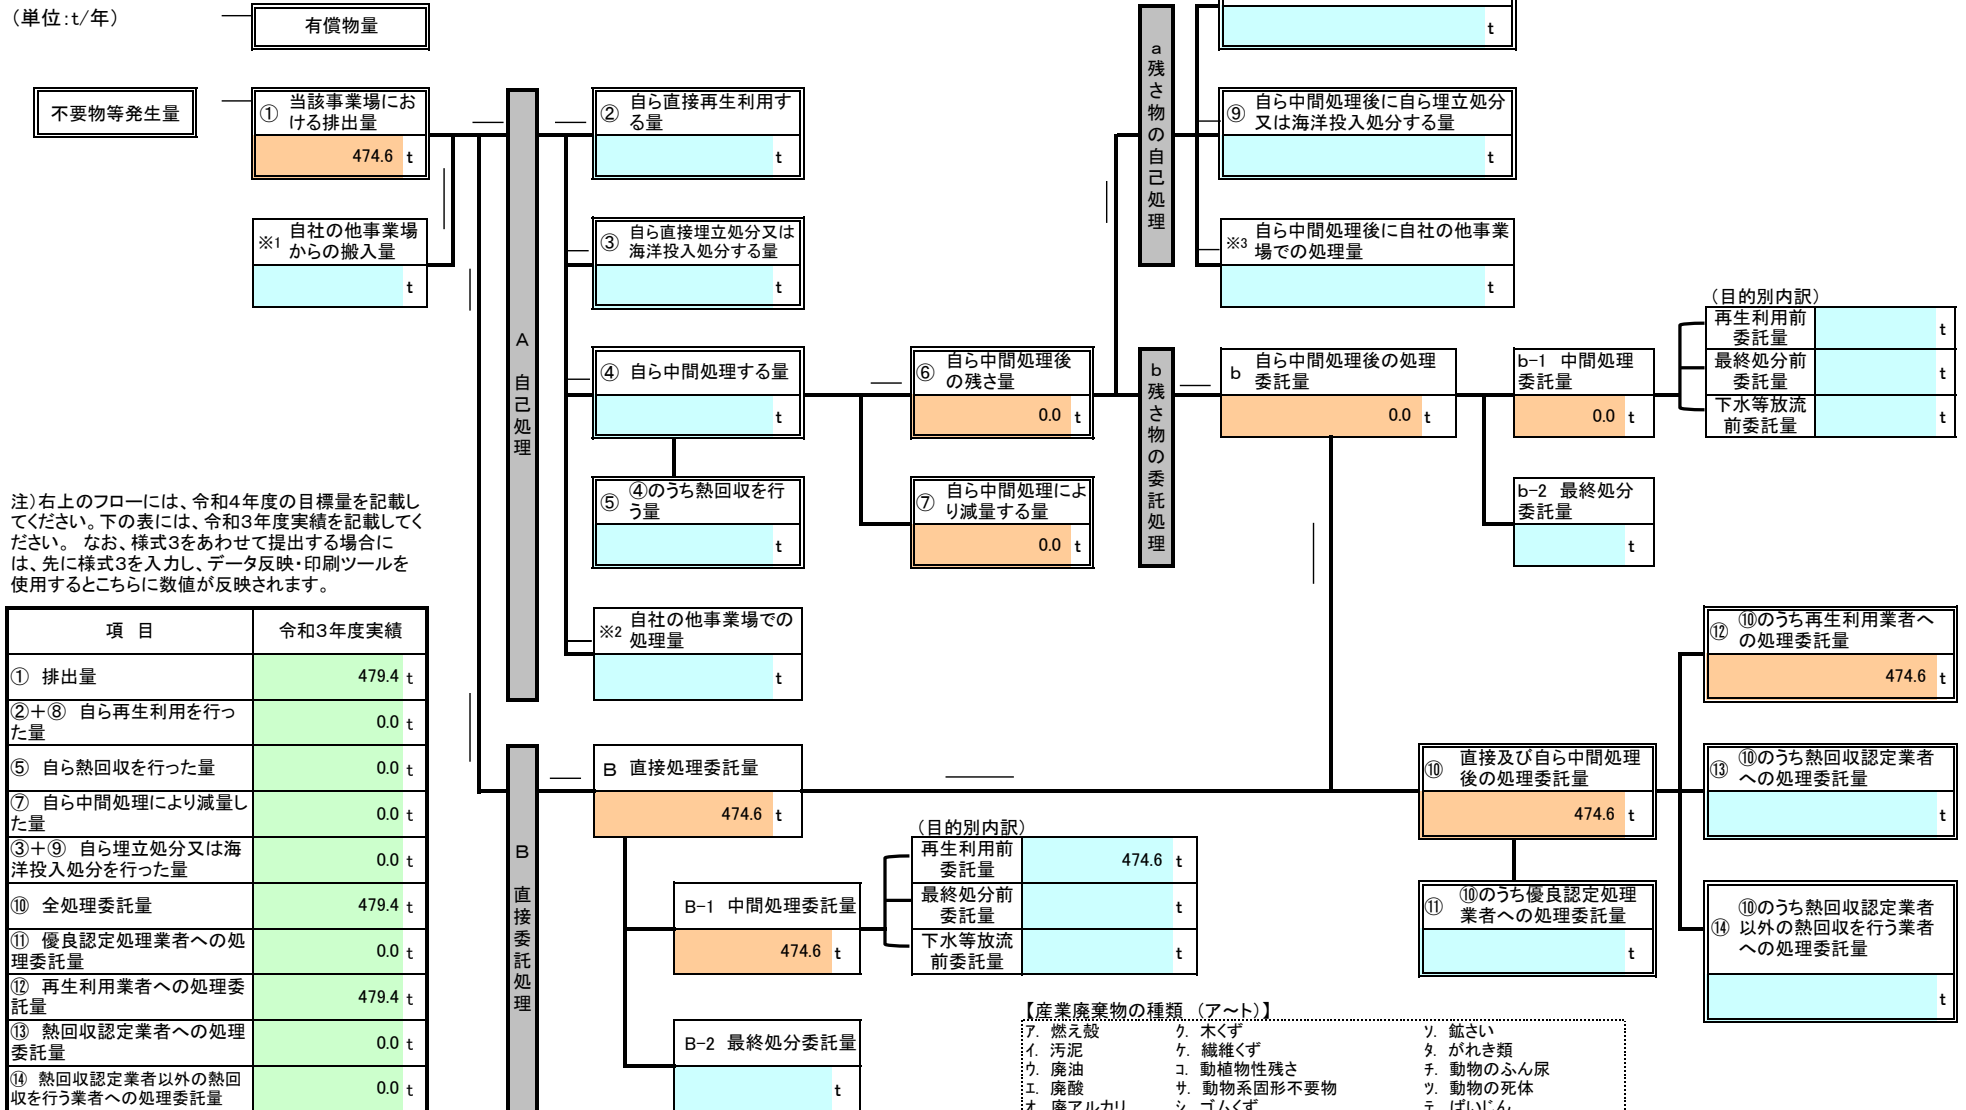 （単位：t/年）
有償物量
t
不要物等発生量
① 当該事業場にお
ける排出量
474.6 t
※1 自社の他事業場
からの搬入量
t
A 自己処理
② 自ら直接再生利用す
る量
t
③ 自ら直接埋立処分又は
海洋投入処分する量
t
④ 自ら中間処理する量
t
⑤ ④のうち熱回収を行
う量
t
※2 自社の他事業場での
処理量
t
⑥ 自ら中間処理後
の残さ量
0.0 t
⑦ 自ら中間処理によ
り減量する量
0.0 t
a 残さ物の自己処理
⑨ 自ら中間処理後に自ら埋立処分
又は海洋投入処分する量
t
※3 自ら中間処理後に自社の他事業
場での処理量
t
b 残さ物の委託処理
b 自ら中間処理後の処理
委託量
0.0 t
b-1 中間処理
委託量
0.0 t
b-2 最終処分
委託量
t
（目的別内訳）
再生利用前
委託量
t
最終処分前
委託量
t
下水等放流
前委託量
t
注）右上のフローには、令和４年度の目標量を記載し
てください。下の表には、令和３年度実績を記載してく
ださい。 なお、様式３をあわせて提出する場合に
は、先に様式３を入力し、データ反映・印刷ツールを
使用するとこちらに数値が反映されます。
項 目 令和３年度実績
① 排出量 479.4 t
②＋⑧ 自ら再生利用を行っ
た量 0.0 t
⑤ 自ら熱回収を行った量 0.0 t
⑦ 自ら中間処理により減量し
た量 0.0 t
③＋⑨ 自ら埋立処分又は海
洋投入処分を行った量 0.0 t
⑩ 全処理委託量 479.4 t
⑪ 優良認定処理業者への処
理委託量 0.0 t
⑫ 再生利用業者への処理委
託量 479.4 t
⑬ 熱回収認定業者への処理
委託量 0.0 t
⑭ 熱回収認定業者以外の熱回
収を行う業者への処理委託量 0.0 t
B 直接委託処理
B 直接処理委託量
474.6 t
B-1 中間処理委託量
474.6 t
B-2 最終処分委託量
t
（目的別内訳）
再生利用前
委託量
474.6 t
最終処分前
委託量
t
下水等放流
前委託量
t
⑩ 直接及び自ら中間処理
後の処理委託量
474.6 t
⑪ ⑩のうち優良認定処理
業者への処理委託量
t
⑫ ⑩のうち再生利用業者へ
の処理委託量
474.6 t
⑬ ⑩のうち熱回収認定業者
への処理委託量
t
⑭ ⑩のうち熱回収認定業者
以外の熱回収を行う業者
への処理委託量
t
【産業廃棄物の種類 （ア～ト）】
ｱ. 燃え殻 ｸ. 木くず ｿ. 鉱さい
ｲ. 汚泥 ｹ. 繊維くず ﾀ. がれき類
ｳ. 廃油 ｺ. 動植物性残さ ﾁ. 動物のふん尿
ｴ. 廃酸 ｻ. 動物系固形不要物 ﾂ. 動物の死体
ｵ. 廃アルカリ ｼ. ゴムくず ﾃ. ばいじん